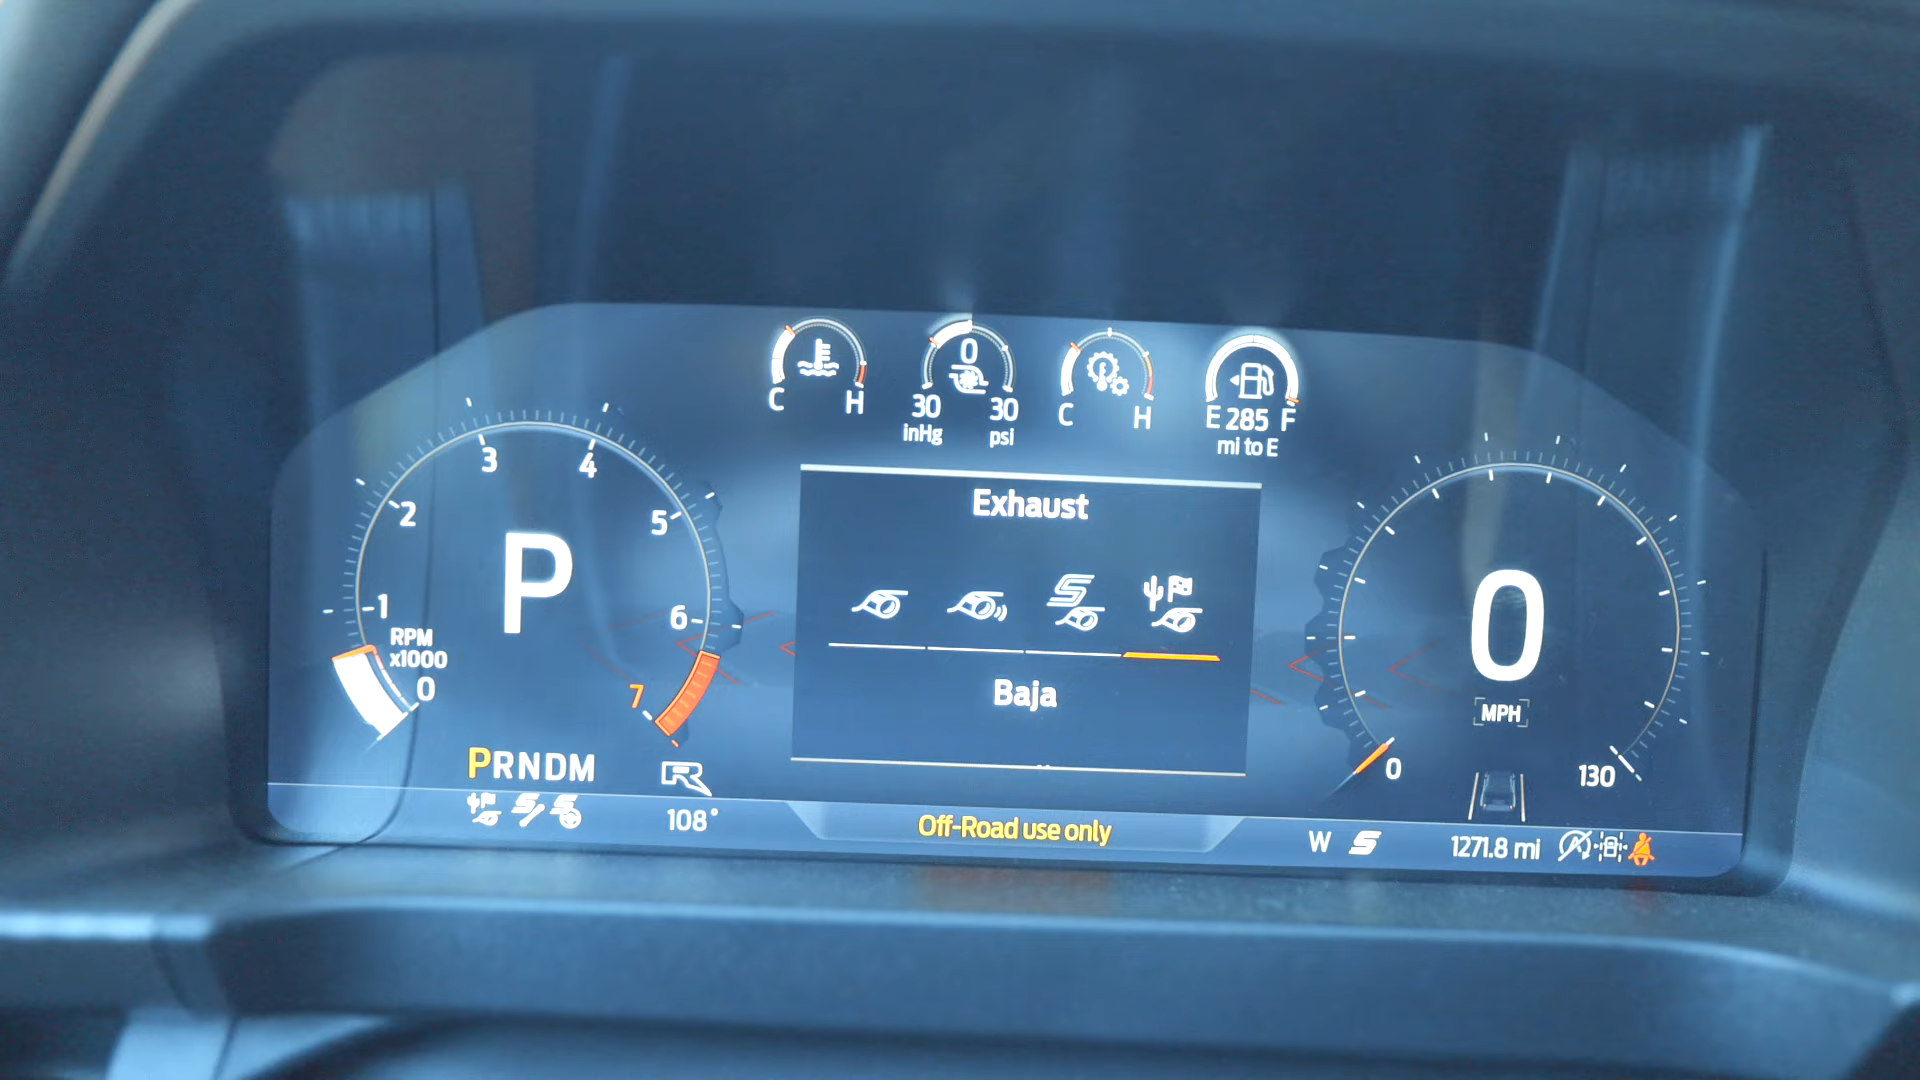 C H
0
30 30
inHg psi
C H
E 285 F
mi to E
Exhaust
S
Baja
P
0 1 2 3 4 5 6 7
RPM
x1000
PRNDM
R
108°
Off-Road use only
0
MPH
0 130
W S
1271.8 mi